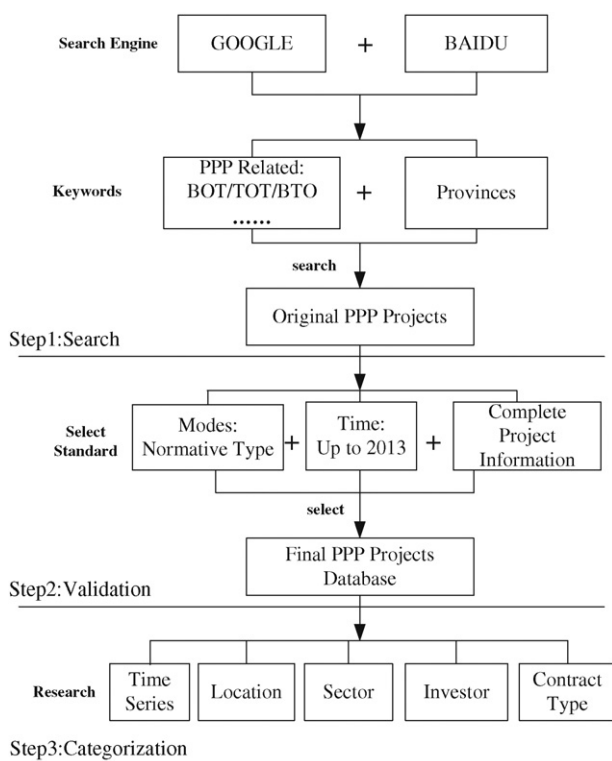 Search Engine
GOOGLE
+
BAIDU
Keywords
PPP Related:
BOT/TOT/BTO
......
+
Provinces
search
Original PPP Projects
Step1:Search
Select
Standard
Modes:
Normative Type
+
Time:
Up to 2013
+
Complete
Project
Information
select
Final PPP Projects
Database
Step2:Validation
Research
Time
Series
Location
Sector
Investor
Contract
Type
Step3:Categorization